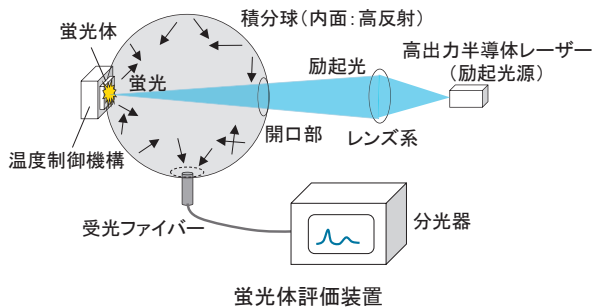 蛍光体
積分球（内面：高反射）
高出力半導体レーザー
（励起光源）
励起光
蛍光
開口部
レンズ系
温度制御機構
受光ファイバー
分光器
蛍光体評価装置